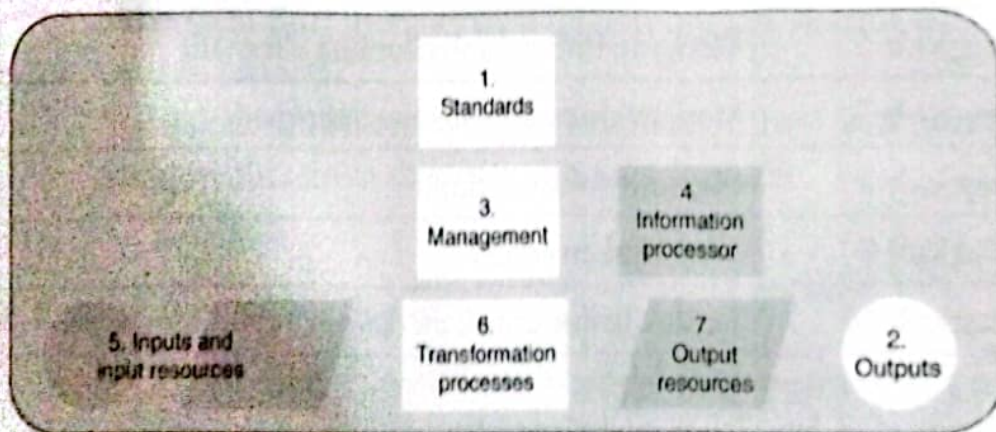 1.
Standards
3.
Management
4
Information
processor
5. Inputs and
input resources
6.
Transformation
processes
7
Output
resources
2.
Outputs